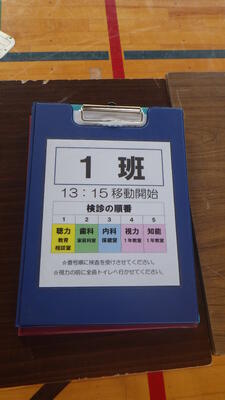 1 班
13:15移動開始
検診の順番
1 2 3 4 5
聴力 歯科 内科 視力 知能
教育相談室 家庭科室 保健室 1年教室 1年教室
☆番号順に検査を受けさせてください。
☆視力の前に全員トイレへ行かせてください。